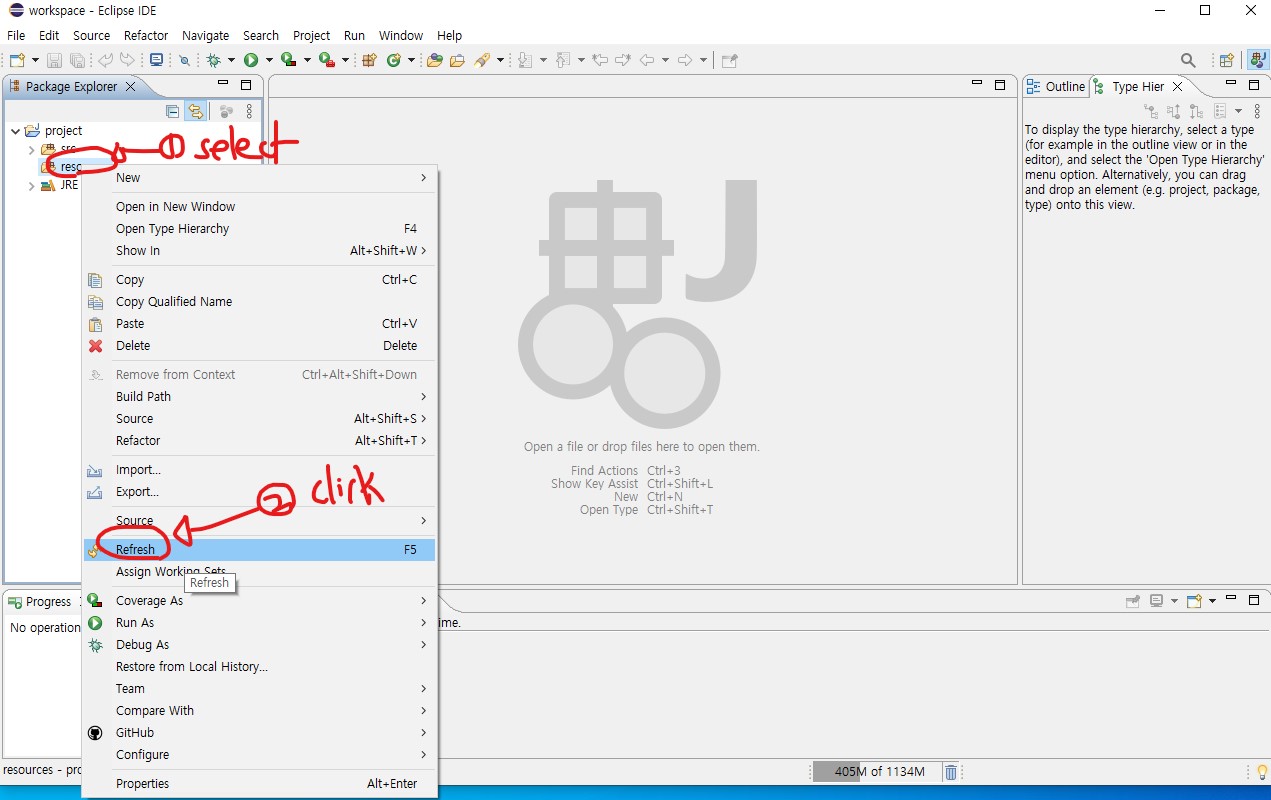 workspace - Eclipse IDE
File Edit Source Refactor Navigate Search Project Run Window Help
Package Explorer
Outline
Type Hier
project
src
① select
resc
JRE
To display the type hierarchy, select a type
(for example in the outline view or in the
editor), and select the 'Open Type Hierarchy'
menu option. Alternatively, you can drag
and drop an element (e.g. project, package,
type) onto this view.
New
Open in New Window
Open Type Hierarchy F4
Show In Alt+Shift+W
Copy Ctrl+C
Copy Qualified Name
Paste Ctrl+V
Delete Delete
Remove from Context Ctrl+Alt+Shift+Down
Build Path
Source Alt+Shift+S
Refactor Alt+Shift+T
Import...
Export...
② click
Source
Refresh F5
Assign Working Sets...
Refresh
Coverage As
Run As
Debug As
Restore from Local History...
Team
Compare With
GitHub
Configure
Properties Alt+Enter
J
Open a file or drop files here to open them.
Find Actions Ctrl+3
Show Key Assist Ctrl+Shift+L
New Ctrl+N
Open Type Ctrl+Shift+T
Progress
No operation
ime.
resources - pro
405M of 1134M